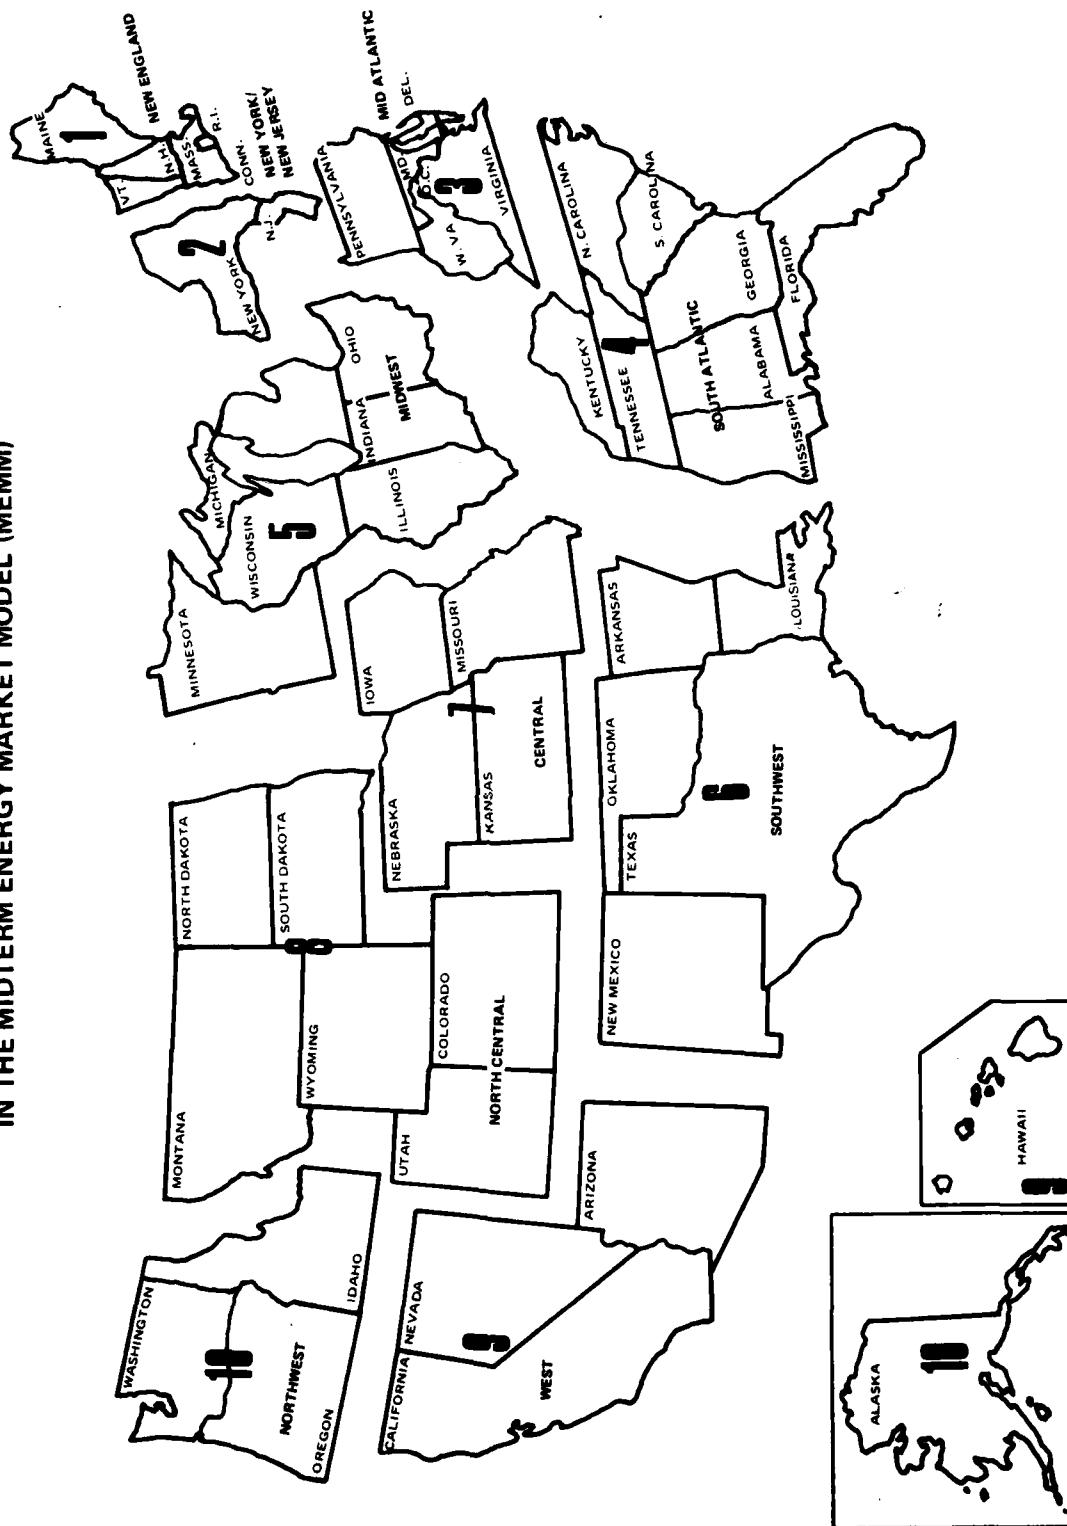 IN THE MIDTERM ENERGY MARKET MODEL (MEMM)
WASHINGTON
10
NORTHWEST
OREGON
IDAHO
MONTANA
NORTH DAKOTA
SOUTH DAKOTA
8
WYOMING
UTAH
COLORADO
NORTH CENTRAL
CALIFORNIA
NEVADA
9
WEST
ARIZONA
MINNESOTA
WISCONSIN
MICHIGAN
5
ILLINOIS
INDIANA
OHIO
MIDWEST
IOWA
MISSOURI
NEBRASKA
7
KANSAS
CENTRAL
NEW MEXICO
TEXAS
OKLAHOMA
ARKANSAS
LOUISIANA
6
SOUTHWEST
KENTUCKY
TENNESSEE
4
N. CAROLINA
S. CAROLINA
SOUTH ATLANTIC
MISSISSIPPI
ALABAMA
GEORGIA
FLORIDA
PENNSYLVANIA
MID ATLANTIC
MD.
DEL.
D.C.
3
W. VA
VIRGINIA
NEW YORK
2
N.J.
NEW YORK/
NEW JERSEY
MAINE
1
NEW ENGLAND
VT.
N.H.
MASS.
R.I.
CONN.
ALASKA
10
HAWAII
9